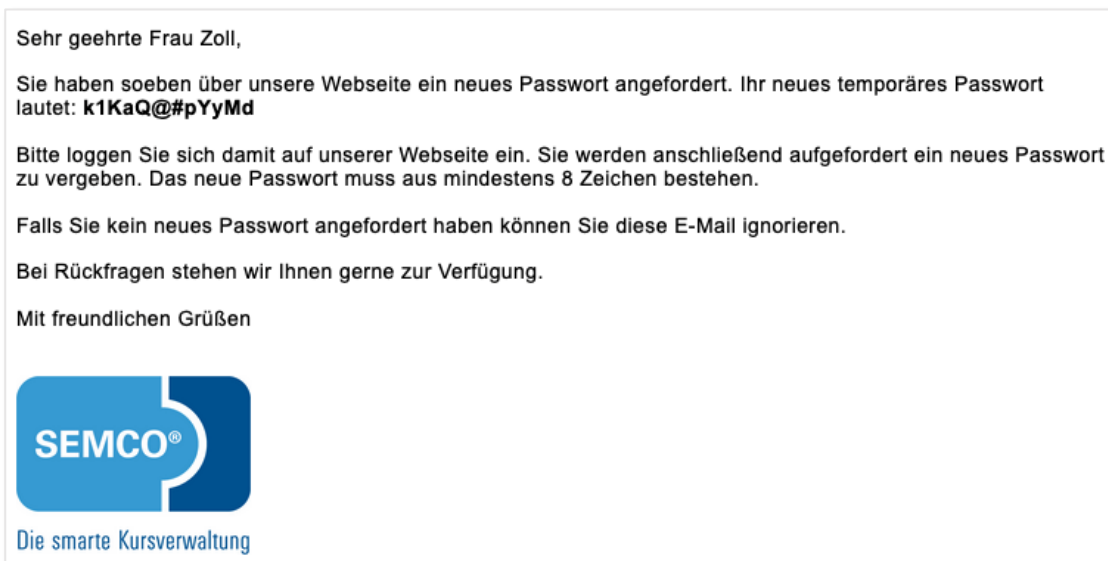 Sehr geehrte Frau Zoll,
Sie haben soeben über unsere Webseite ein neues Passwort angefordert. Ihr neues temporäres Passwort
lautet: k1KaQ@#pYyMd
Bitte loggen Sie sich damit auf unserer Webseite ein. Sie werden anschließend aufgefordert ein neues Passwort
zu vergeben. Das neue Passwort muss aus mindestens 8 Zeichen bestehen.
Falls Sie kein neues Passwort angefordert haben können Sie diese E-Mail ignorieren.
Bei Rückfragen stehen wir Ihnen gerne zur Verfügung.
Mit freundlichen Grüßen
SEMCO®
Die smarte Kursverwaltung